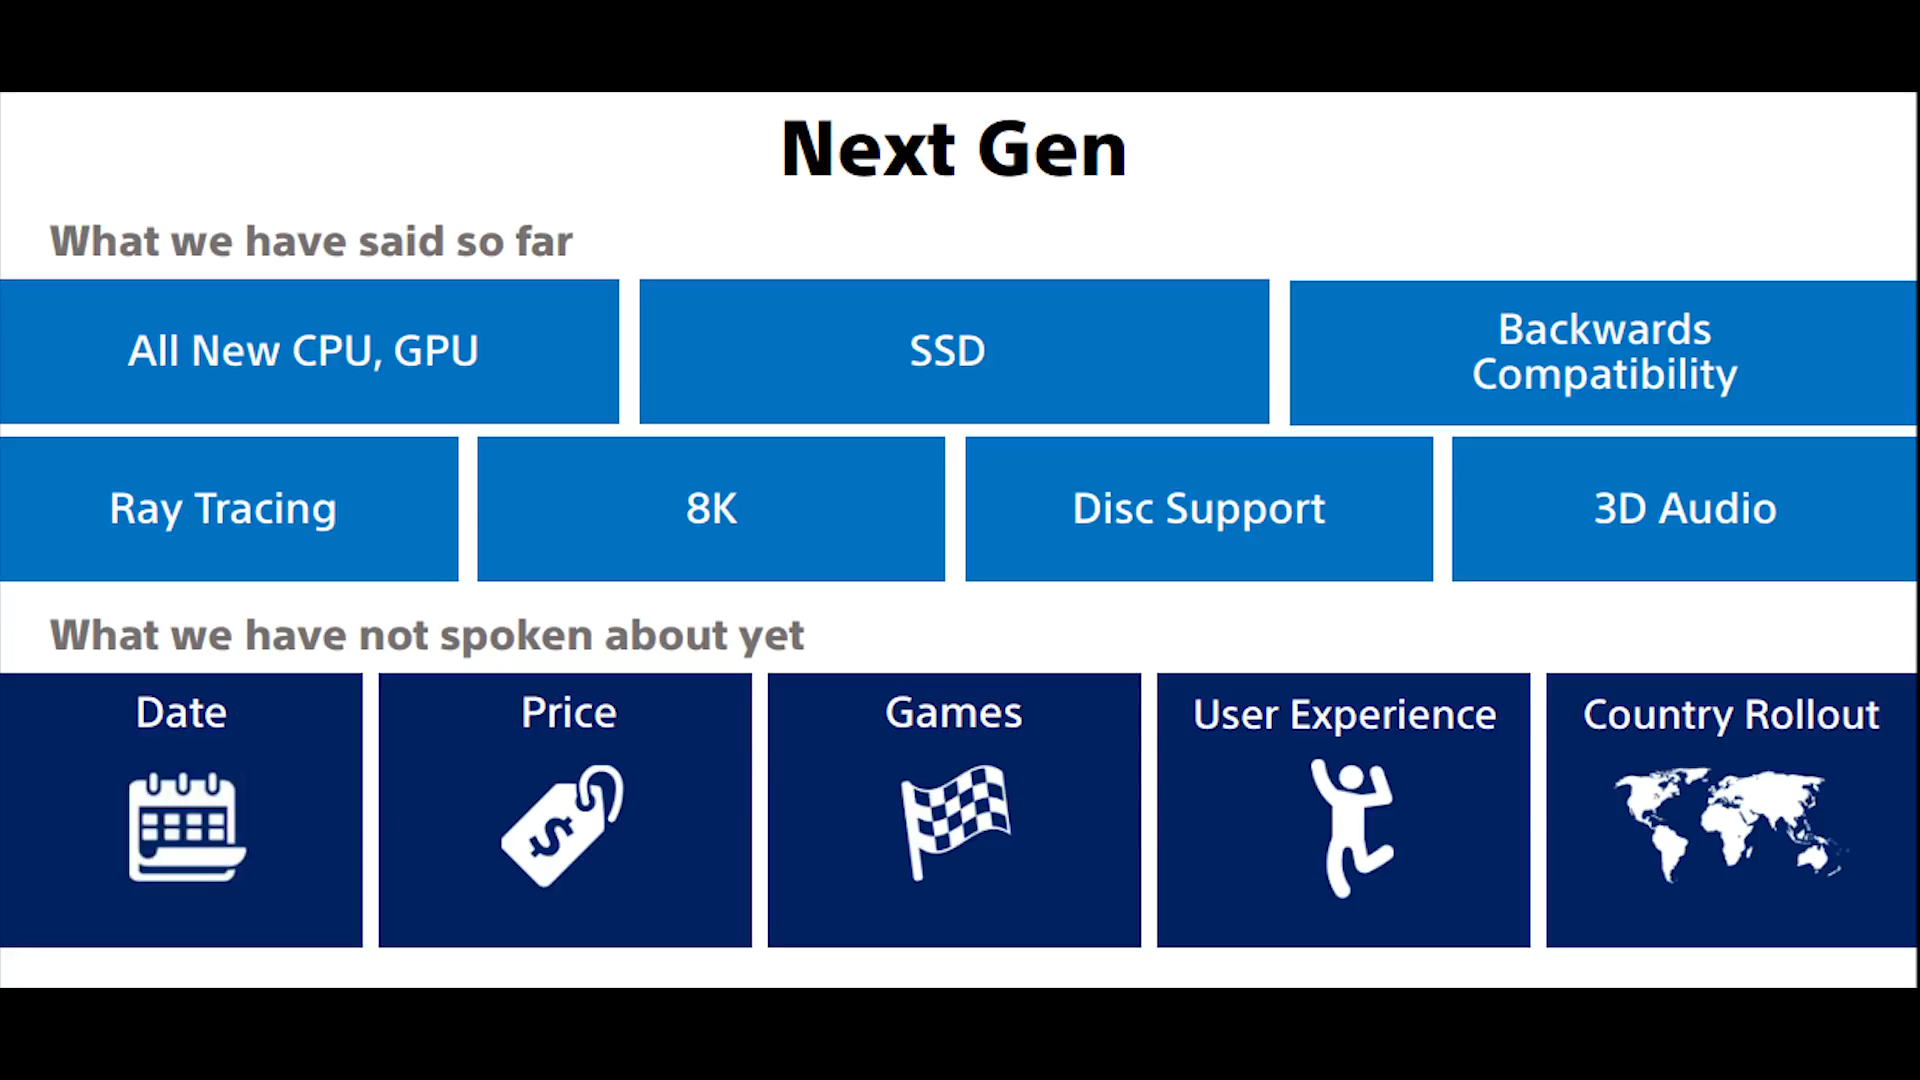 Next Gen
What we have said so far
All New CPU, GPU
SSD
Backwards
Compatibility
Ray Tracing
8K
Disc Support
3D Audio
What we have not spoken about yet
Date
Price
Games
User Experience
Country Rollout
$